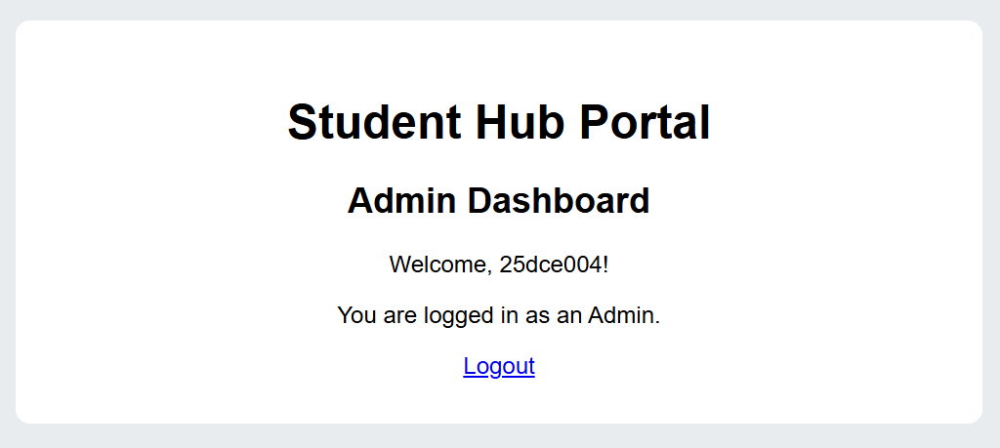 Student Hub Portal
Admin Dashboard
Welcome, 25dce004!
You are logged in as an Admin.
Logout